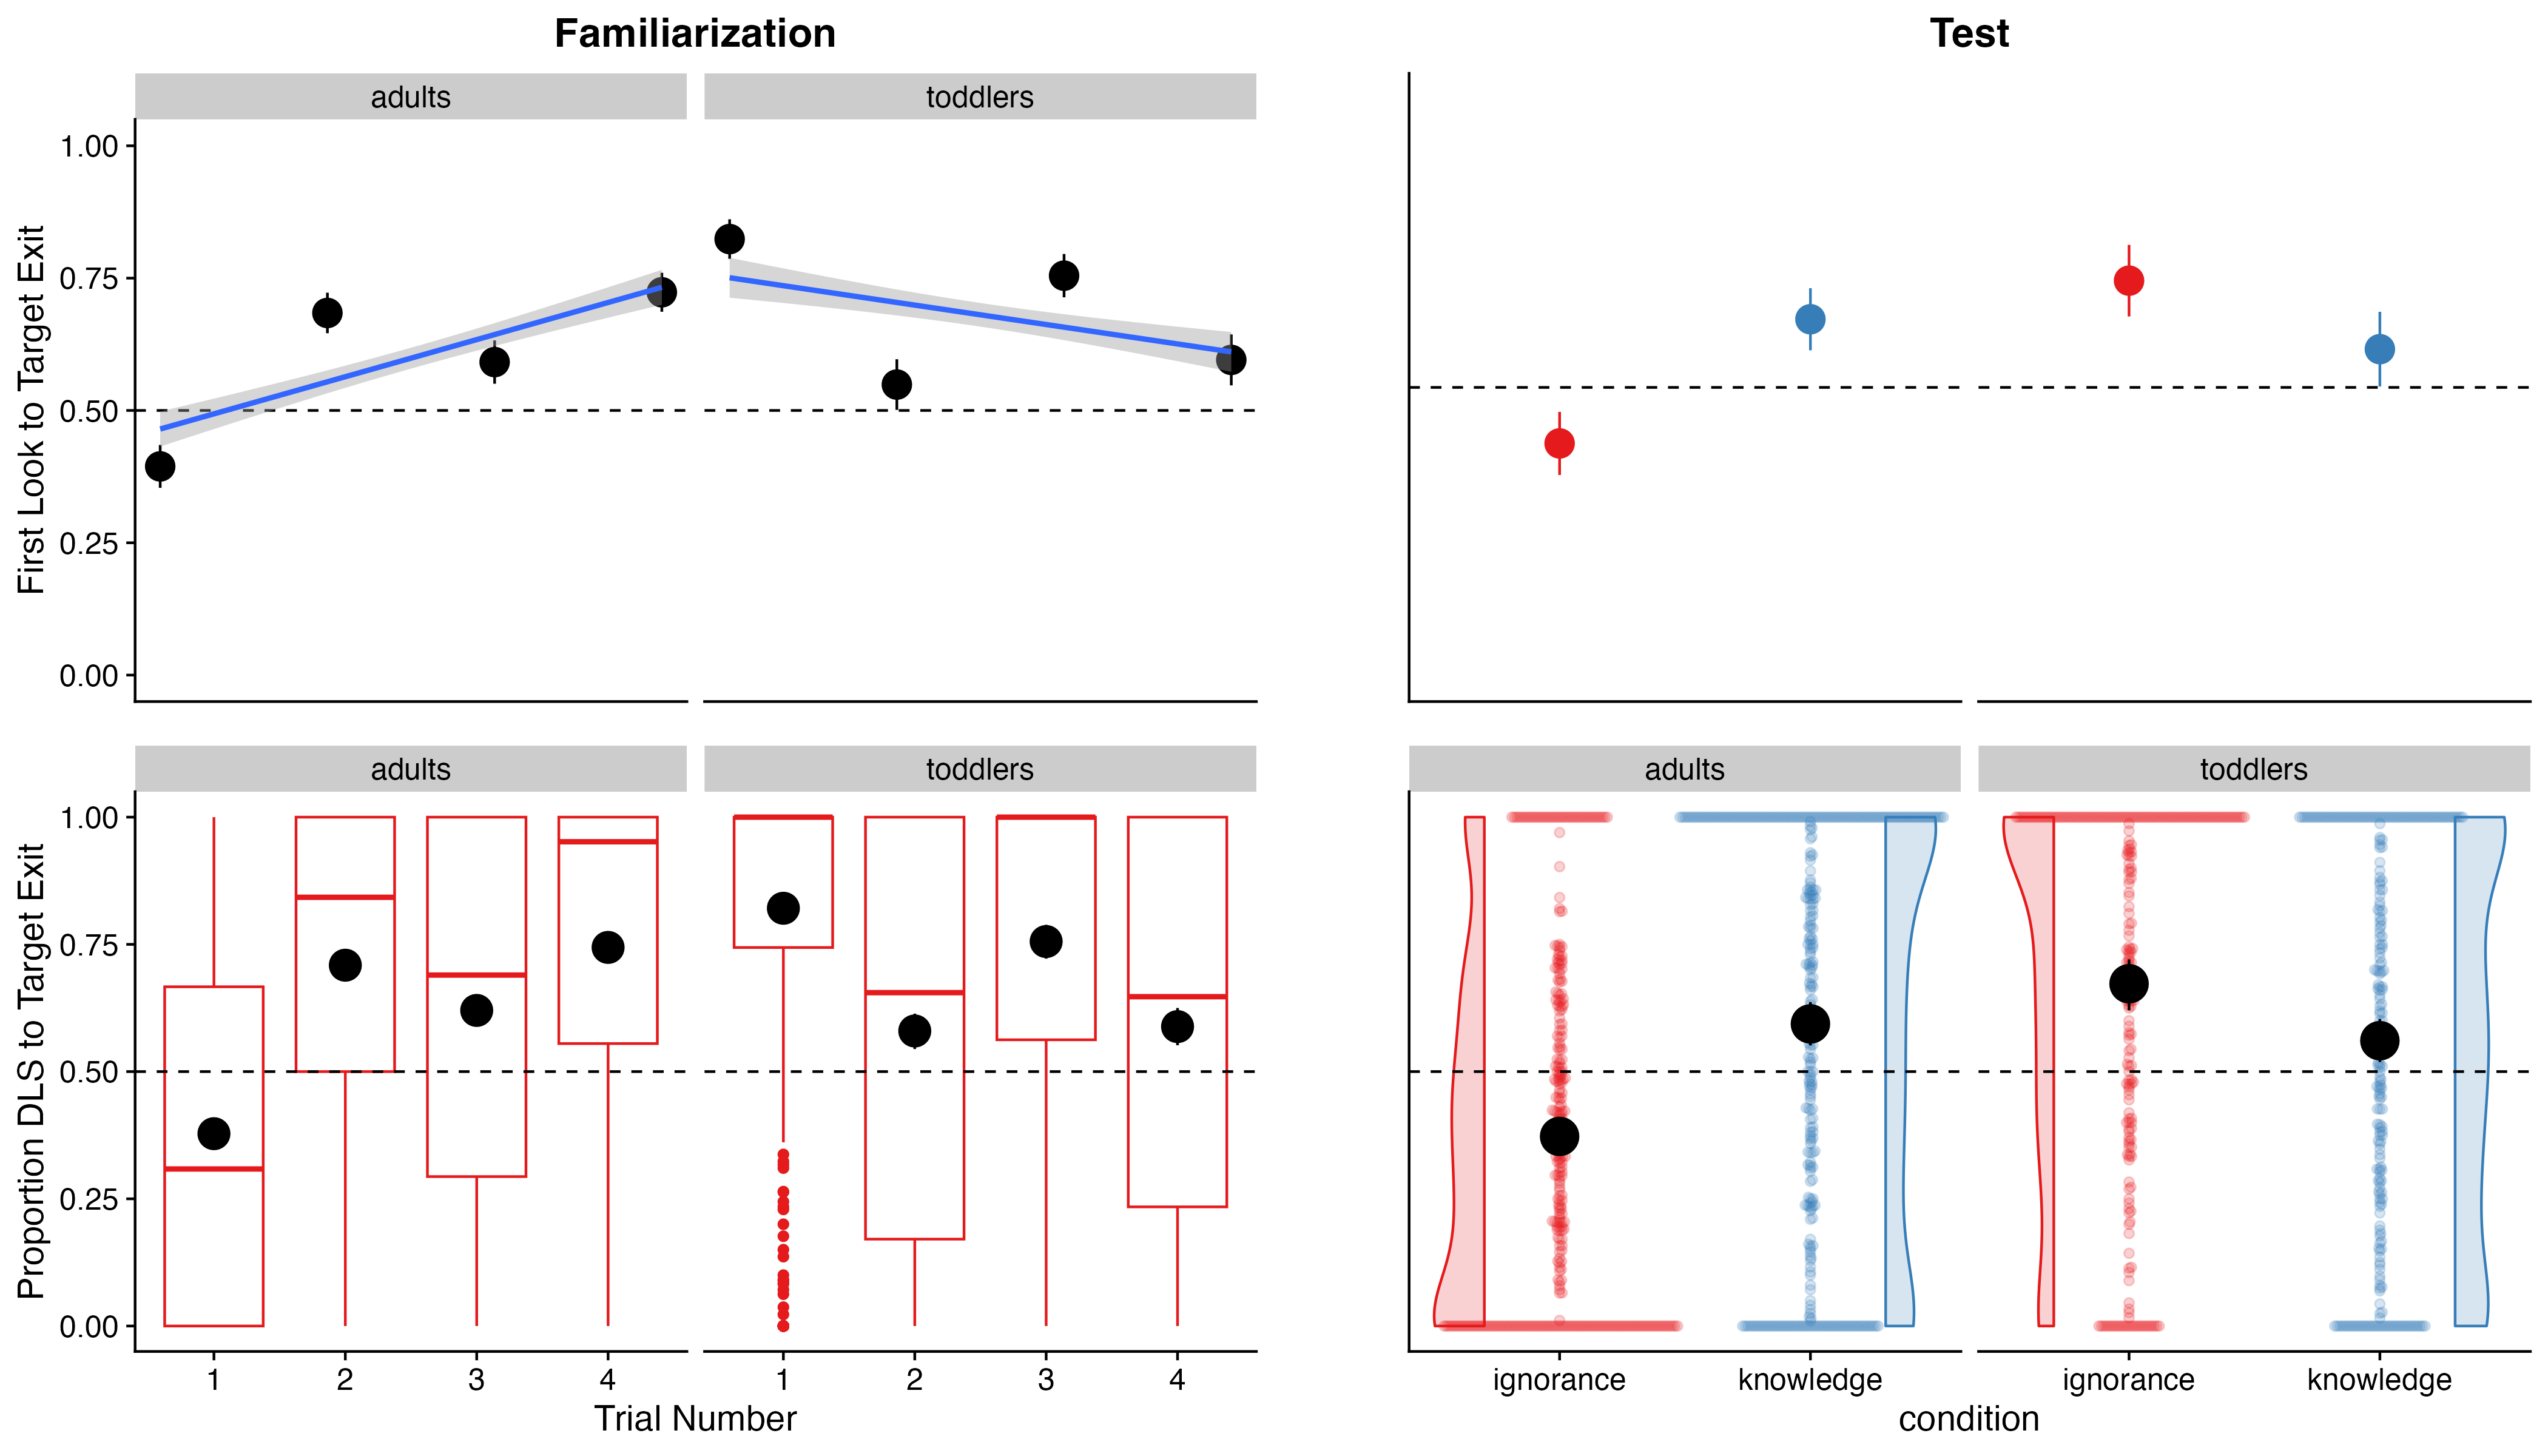 Familiarization
Test
adults
toddlers
First Look to Target Exit
1.00
0.75
0.50
0.25
0.00
adults
toddlers
adults
toddlers
Proportion DLS to Target Exit
1.00
0.75
0.50
0.25
0.00
1 2 3 4
1 2 3 4
ignorance knowledge
ignorance knowledge
Trial Number
condition